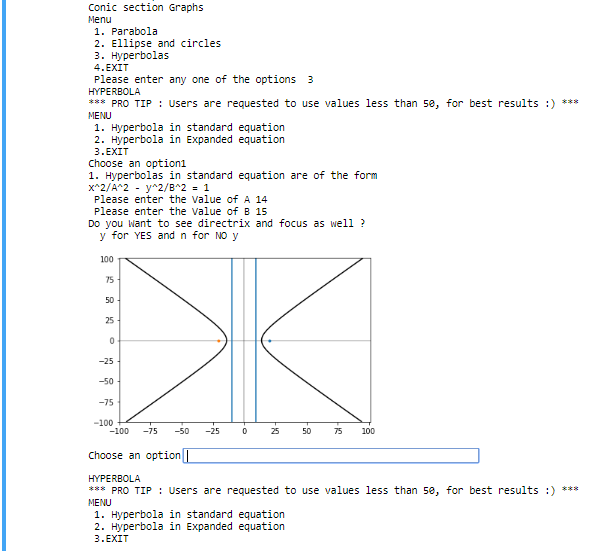 Conic section Graphs
Menu
1. Parabola
2. Ellipse and circles
3. Hyperbolas
4.EXIT
Please enter any one of the options 3
HYPERBOLA
*** PRO TIP : Users are requested to use values less than 50, for best results :) ***
MENU
1. Hyperbola in standard equation
2. Hyperbola in Expanded equation
3.EXIT
Choose an option1
1. Hyperbolas in standard equation are of the form
x^2/A^2 - y^2/B^2 = 1
Please enter the Value of A 14
Please enter the Value of B 15
Do you Want to see directrix and focus as well ?
y for YES and n for NO y
100
75
50
25
0
−25
−50
−75
−100
−100 −75 −50 −25 0 25 50 75 100
Choose an option
HYPERBOLA
*** PRO TIP : Users are requested to use values less than 50, for best results :) ***
MENU
1. Hyperbola in standard equation
2. Hyperbola in Expanded equation
3.EXIT